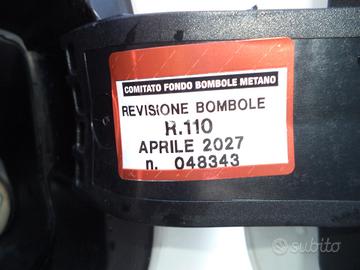 COMITATO FONDO BOMBOLE METANO
REVISIONE BOMBOLE
R.110
APRILE 2027
n. 048343
subito